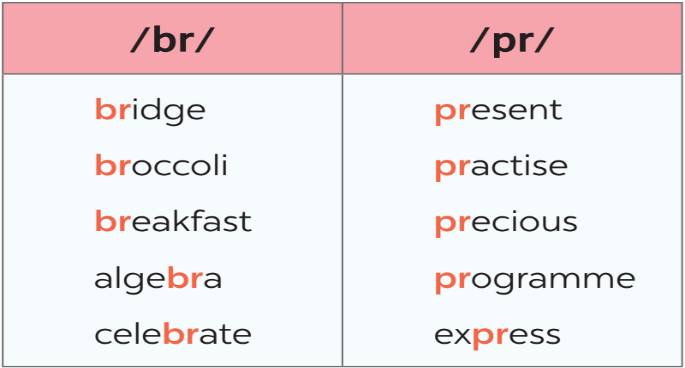 /br/ /pr/
bridge present
broccoli practise
breakfast precious
algebra programme
celebrate express